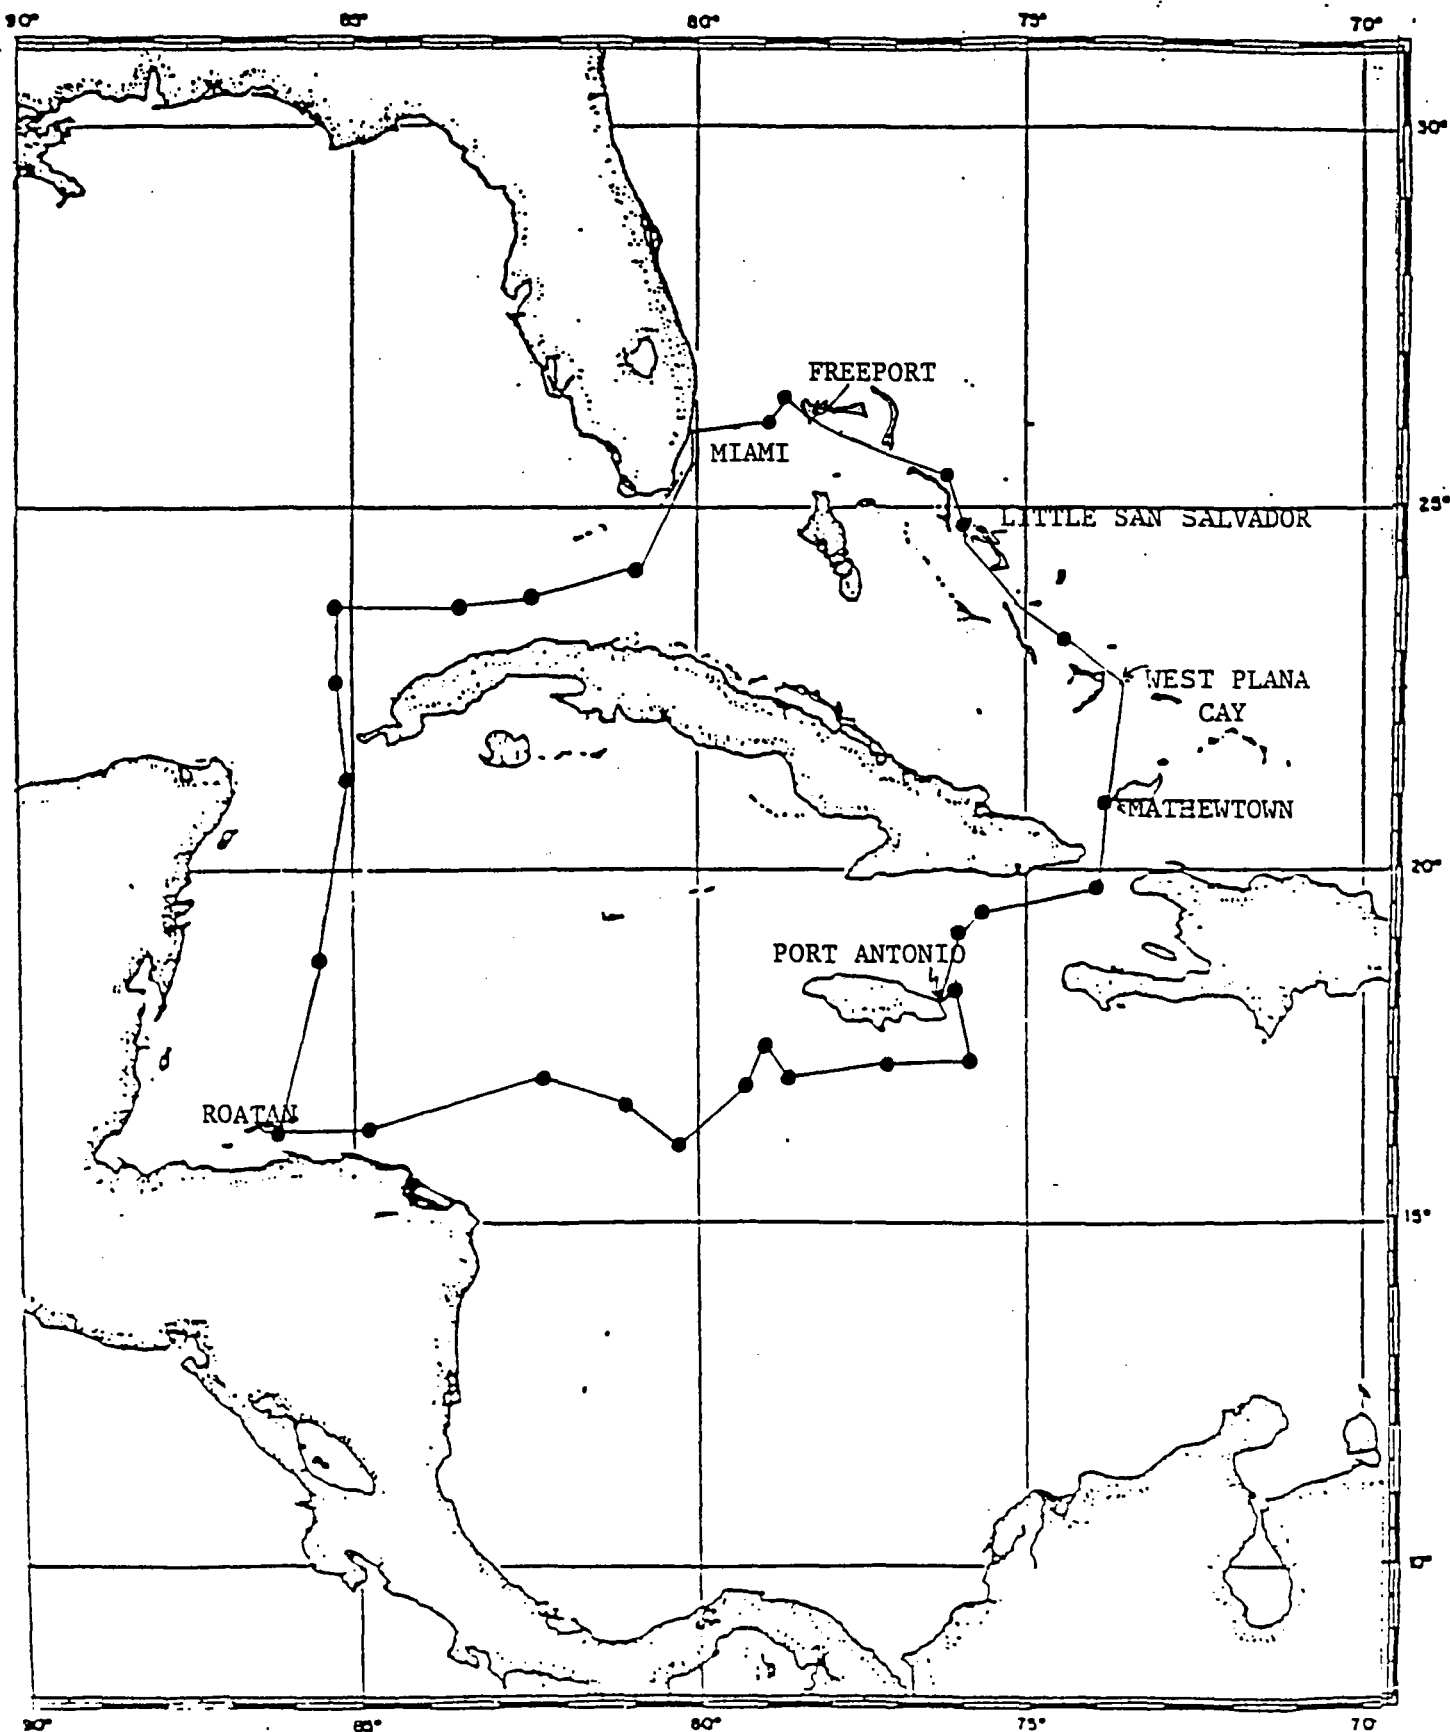 90° 85° 80° 75° 70°
30°
FREEPORT
MIAMI
25°
LITTLE SAN SALVADOR
WEST PLANA
CAY
MATHEWTOWN
20°
PORT ANTONIO
ROATAN
15°
10°
90° 85° 80° 75° 70°